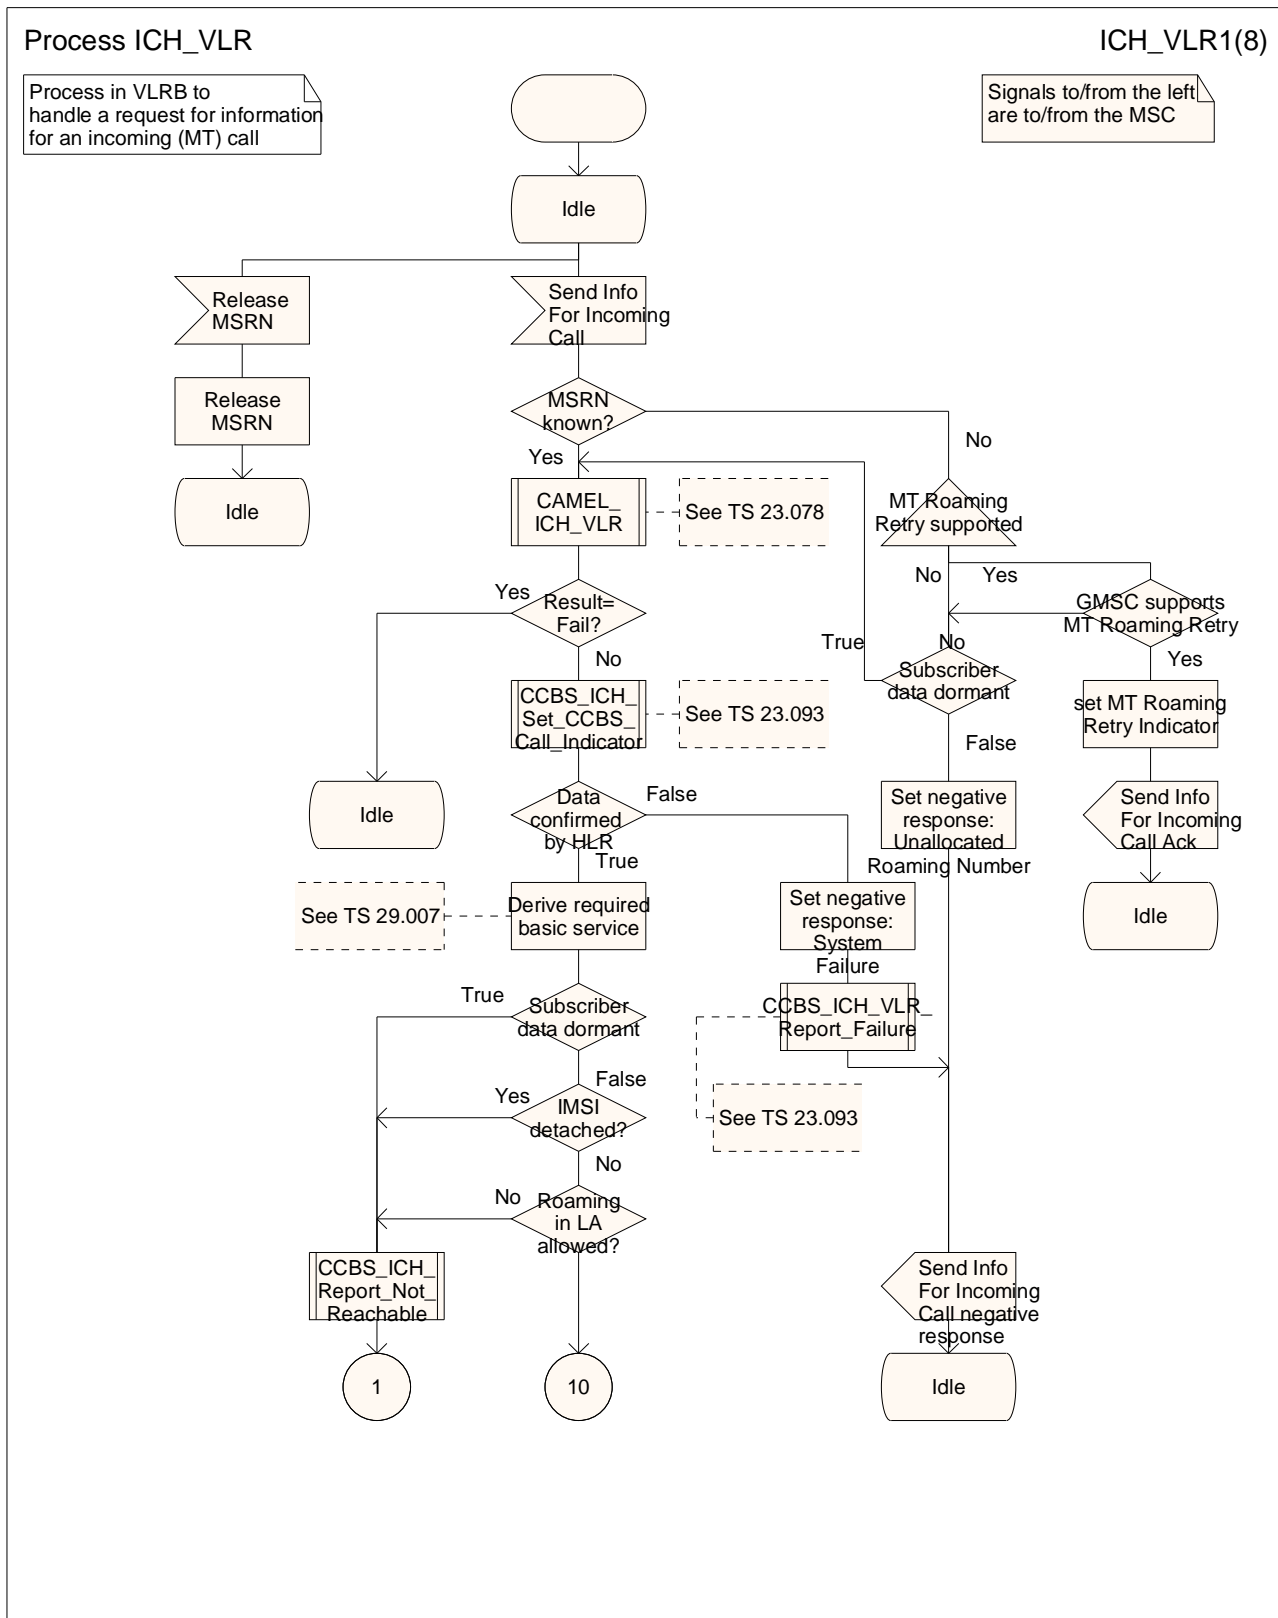 Process ICH_VLR
ICH_VLR1(8)
Process in VLRB to
handle a request for information
for an incoming (MT) call
Signals to/from the left
are to/from the MSC
Idle
Release
MSRN
Send Info
For Incoming
Call
Release
MSRN
MSRN
known?
No
Yes
Idle
CAMEL_
ICH_VLR
See TS 23.078
MT Roaming
Retry supported
No
Yes
Yes
Result=
Fail?
GMSC supports
MT Roaming Retry
True
No
No
Yes
CCBS_ICH_
Set_CCBS_
Call_Indicator
See TS 23.093
Subscriber
data dormant
set MT Roaming
Retry Indicator
False
Idle
Data
confirmed
by HLR
False
True
Set negative
response:
Unallocated
Roaming Number
Send Info
For Incoming
Call Ack
See TS 29.007
Derive required
basic service
Set negative
response:
System
Failure
Idle
True
Subscriber
data dormant
CCBS_ICH_VLR_
Report_Failure
False
Yes
IMSI
detached?
See TS 23.093
No
No
Roaming
in LA
allowed?
CCBS_ICH_
Report_Not_
Reachable
Send Info
For Incoming
Call negative
response
1
10
Idle